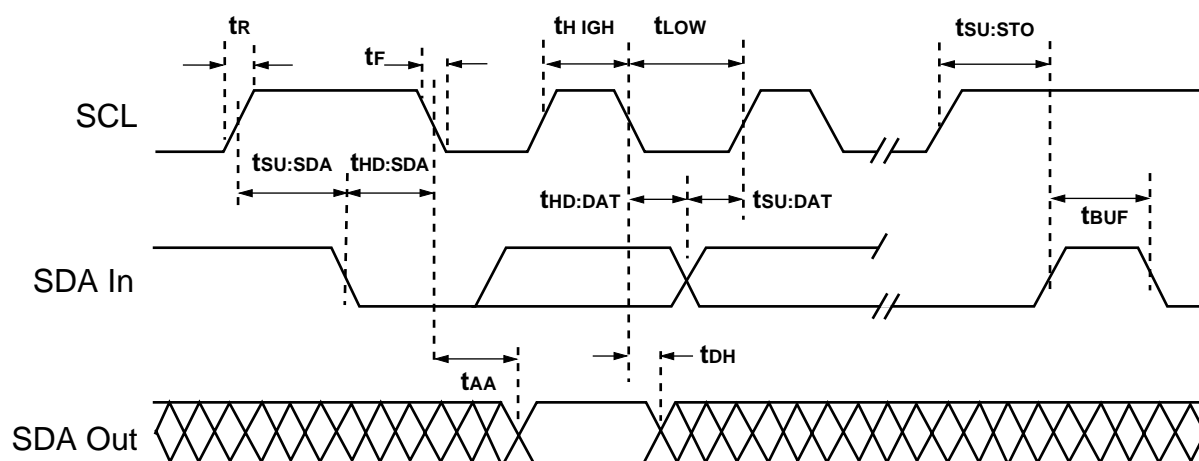 tR
tF
tH IGH
tLOW
tSU:STO
SCL
tSU:SDA
tHD:SDA
tHD:DAT
tSU:DAT
tBUF
SDA In
tAA
tDH
SDA Out